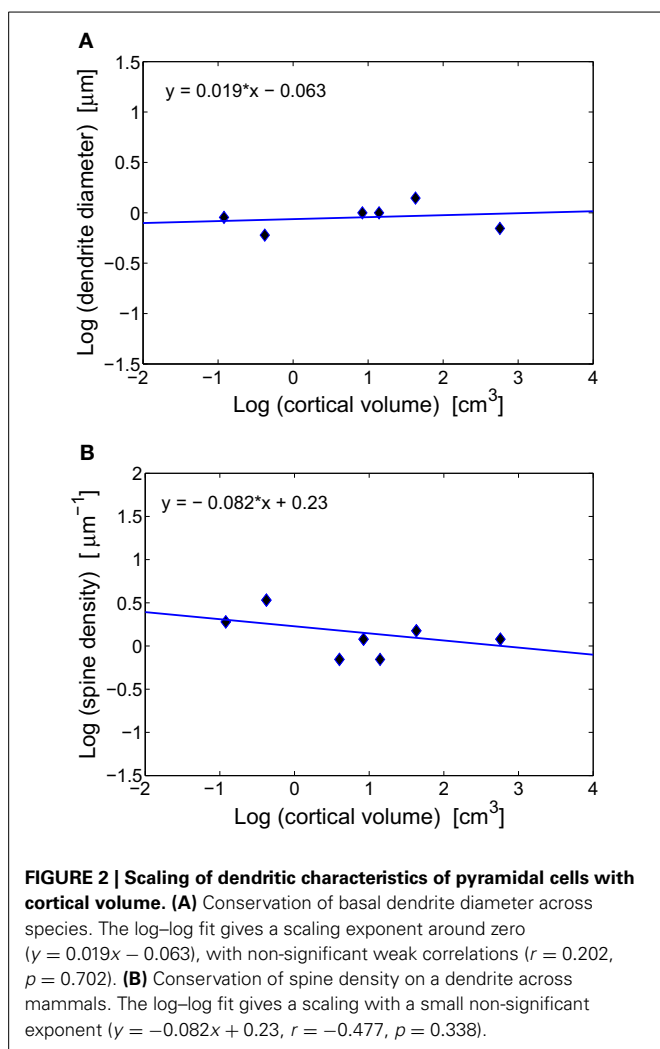 A
1.5
1
0.5
0
−0.5
−1
−1.5
y = 0.019*x − 0.063
Log (dendrite diameter) [μm]
−2 −1 0 1 2 3 4
Log (cortical volume) [cm³]
B
2
1.5
1
0.5
0
−0.5
−1
−1.5
y = − 0.082*x + 0.23
Log (spine density) [ μm⁻¹]
−2 −1 0 1 2 3 4
Log (cortical volume) [cm³]
FIGURE 2 | Scaling of dendritic characteristics of pyramidal cells with
cortical volume. (A) Conservation of basal dendrite diameter across
species. The log–log fit gives a scaling exponent around zero
(y = 0.019x − 0.063), with non-significant weak correlations (r = 0.202,
p = 0.702). (B) Conservation of spine density on a dendrite across
mammals. The log–log fit gives a scaling with a small non-significant
exponent (y = −0.082x + 0.23, r = −0.477, p = 0.338).